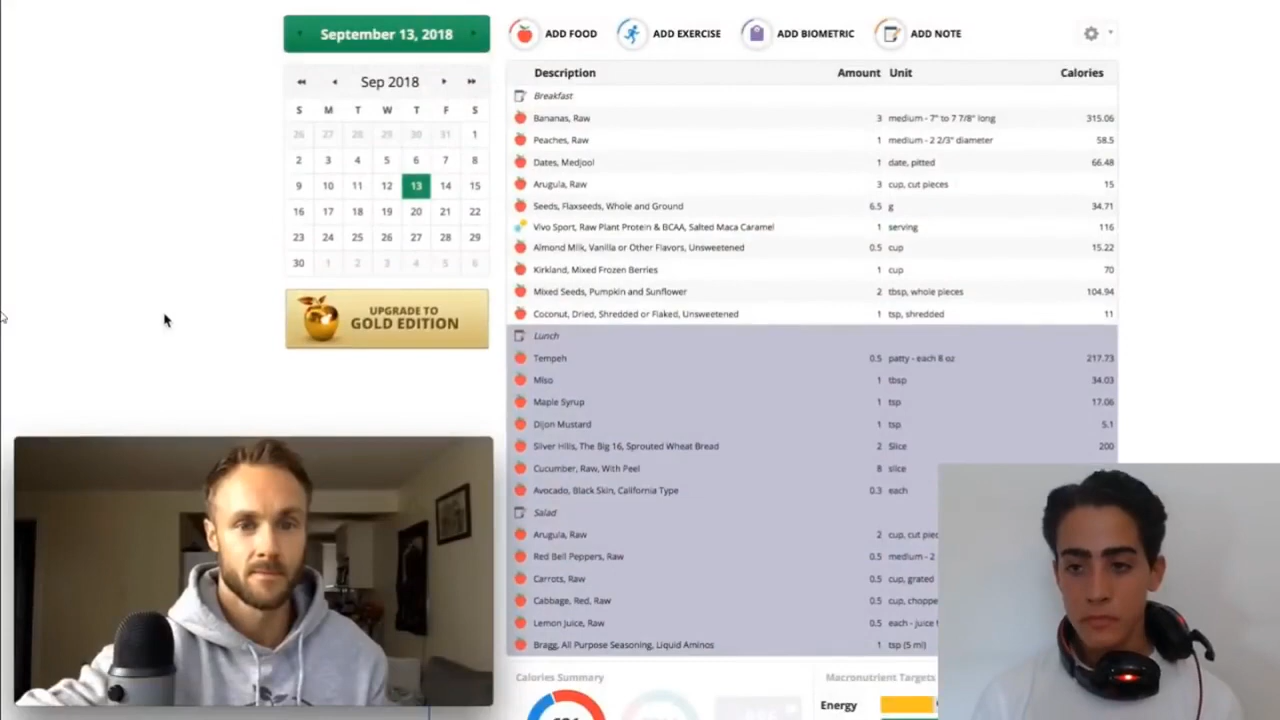 September 13, 2018
ADD FOOD ADD EXERCISE ADD BIOMETRIC ADD NOTE
Sep 2018
S M T W T F S
26 27 28 29 30 31 1
2 3 4 5 6 7 8
9 10 11 12 13 14 15
16 17 18 19 20 21 22
23 24 25 26 27 28 29
30 1 2 3 4 5 6
UPGRADE TO
GOLD EDITION
Description Amount Unit Calories
Breakfast
Bananas, Raw 3 medium - 7" to 7 7/8" long 315.06
Peaches, Raw 1 medium - 2 2/3" diameter 58.5
Dates, Medjool 1 date, pitted 66.48
Arugula, Raw 3 cup, cut pieces 15
Seeds, Flaxseeds, Whole and Ground 6.5 g 34.71
Vivo Sport, Raw Plant Protein & BCAA, Salted Maca Caramel 1 serving 116
Almond Milk, Vanilla or Other Flavors, Unsweetened 0.5 cup 15.22
Kirkland, Mixed Frozen Berries 1 cup 70
Mixed Seeds, Pumpkin and Sunflower 2 tbsp, whole pieces 104.94
Coconut, Dried, Shredded or Flaked, Unsweetened 1 tsp, shredded 11
Lunch
Tempeh 0.5 patty - each 8 oz 217.73
Miso 1 tbsp 34.03
Maple Syrup 1 tsp 17.06
Dijon Mustard 1 tsp 5.1
Silver Hills, The Big 16, Sprouted Wheat Bread 2 Slice 200
Cucumber, Raw, With Peel 8 slice
Avocado, Black Skin, California Type 0.3 each
Salad
Arugula, Raw 2 cup, cut piec
Red Bell Peppers, Raw 0.5 medium - 2
Carrots, Raw 0.5 cup, grated
Cabbage, Red, Raw 0.5 cup, choppe
Lemon Juice, Raw 0.5 each - juice
Bragg, All Purpose Seasoning, Liquid Aminos 1 tsp (5 ml)
Calories Summary
Macronutrient Targets
Energy